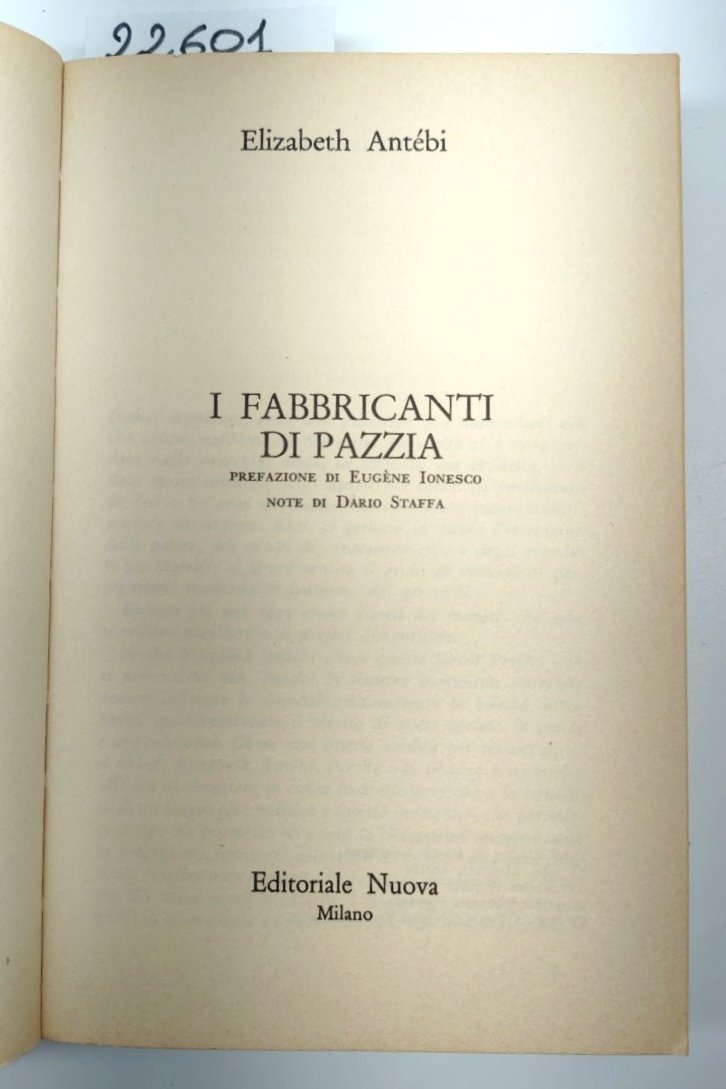 22.601
Elizabeth Antébi
I FABBRICANTI
DI PAZZIA
PREFAZIONE DI EUGÈNE IONESCO
NOTE DI DARIO STAFFA
Editoriale Nuova
Milano